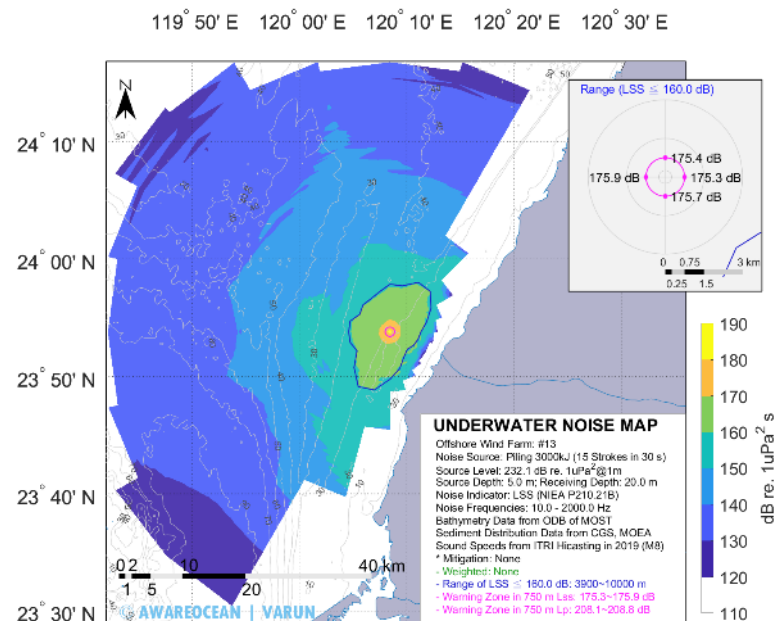 119° 50' E 120° 00' E 120° 10' E 120° 20' E 120° 30' E
N
50
Range (LSS ≤ 160.0 dB)
175.4 dB
175.9 dB 175.3 dB
175.7 dB
0 0.75 3 km
0.25 1.5
24° 10' N
24° 00' N
23° 50' N
23° 40' N
23° 30' N
190
180
170
160
150
140
130
120
110
dB re. 1uPa² s
UNDERWATER NOISE MAP
Offshore Wind Farm: #13
Noise Source: Piling 3000kJ (15 Strokes in 30 s)
Source Level: 232.1 dB re. 1uPa²@1m
Source Depth: 5.0 m; Receiving Depth: 20.0 m
Noise Indicator: LSS (NIEA P210.21B)
Noise Frequencies: 10.0 - 2000.0 Hz
Bathymetry Data from ODB of MOST
Sediment Distribution Data from CGS, MOEA
Sound Speeds from ITRI Hicasting in 2019 (M8)
* Mitigation: None
- Weighted: None
- Range of LSS ≤ 160.0 dB: 3900~10000 m
- Warning Zone in 750 m Lss: 175.3~175.9 dB
- Warning Zone in 750 m Lp: 208.1~208.8 dB
0 2 10 40 km
1 5 20
© AWAREOCEAN | VARUN